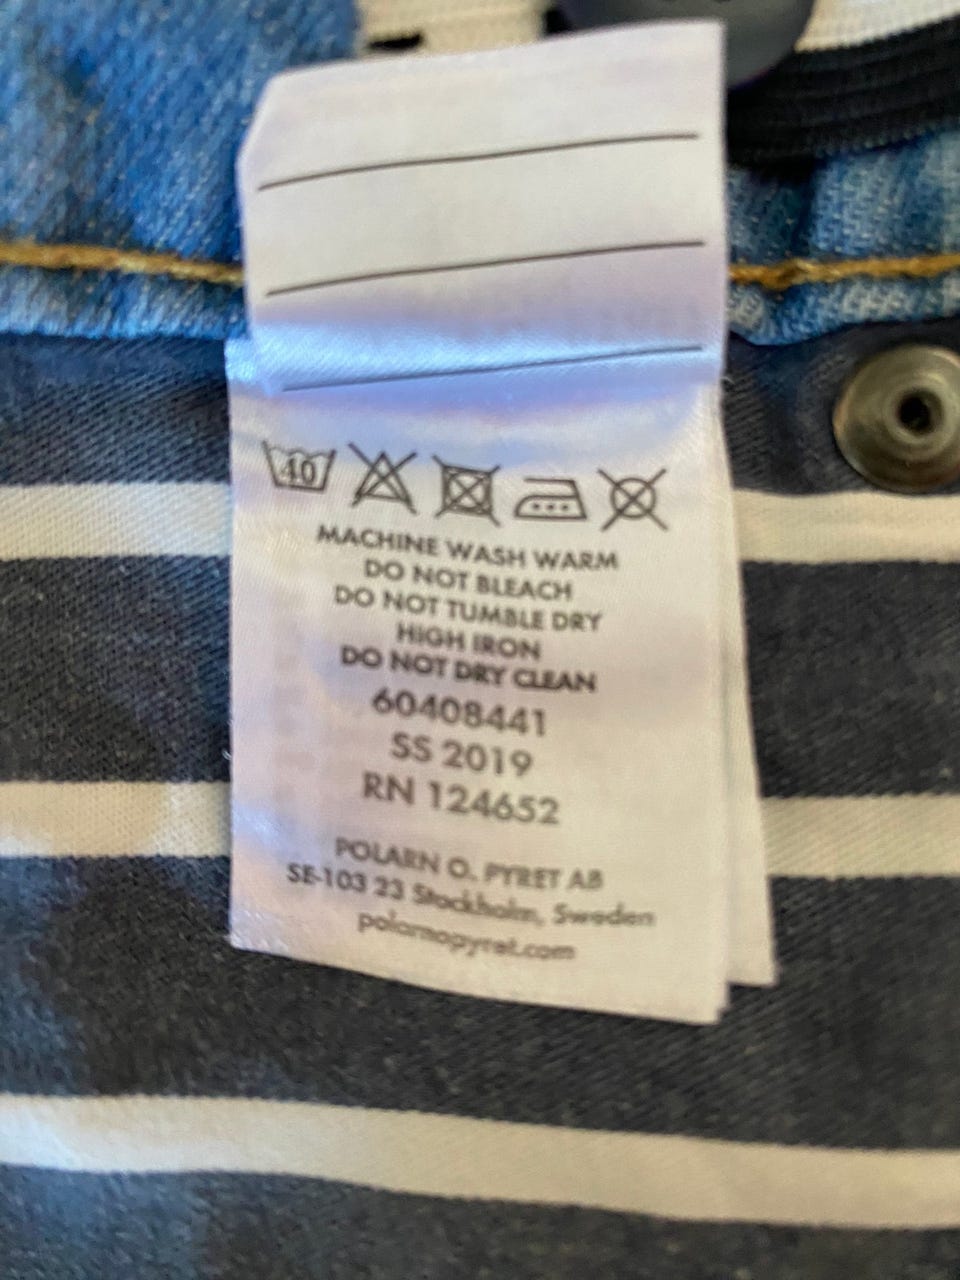 40
MACHINE WASH WARM
DO NOT BLEACH
DO NOT TUMBLE DRY
HIGH IRON
DO NOT DRY CLEAN
60408441
SS 2019
RN 124652
POLARN O. PYRET AB
SE-103 23 Stockholm, Sweden
polarnopyret.com